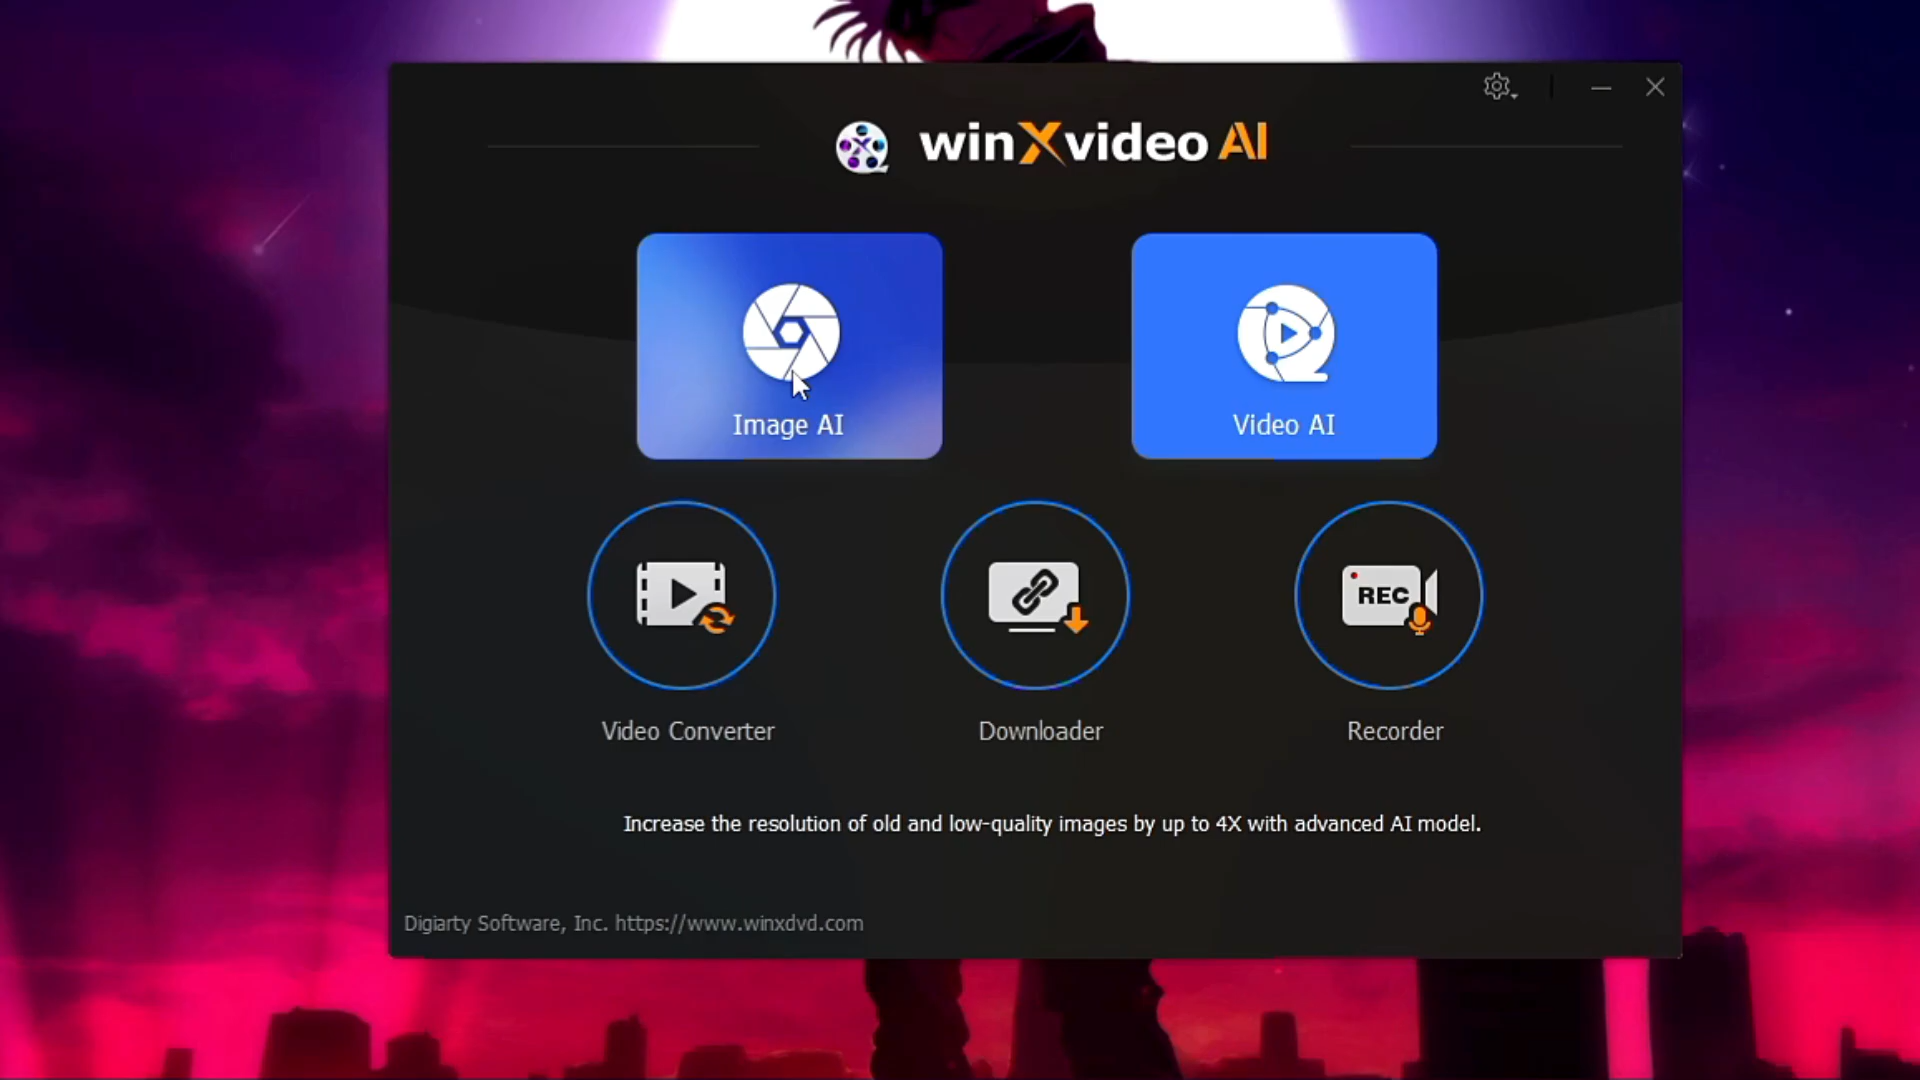 winXvideo AI
Image AI
Video AI
REC
Video Converter
Downloader
Recorder
Increase the resolution of old and low-quality images by up to 4X with advanced AI model.
Digiarty Software, Inc. https://www.winxdvd.com